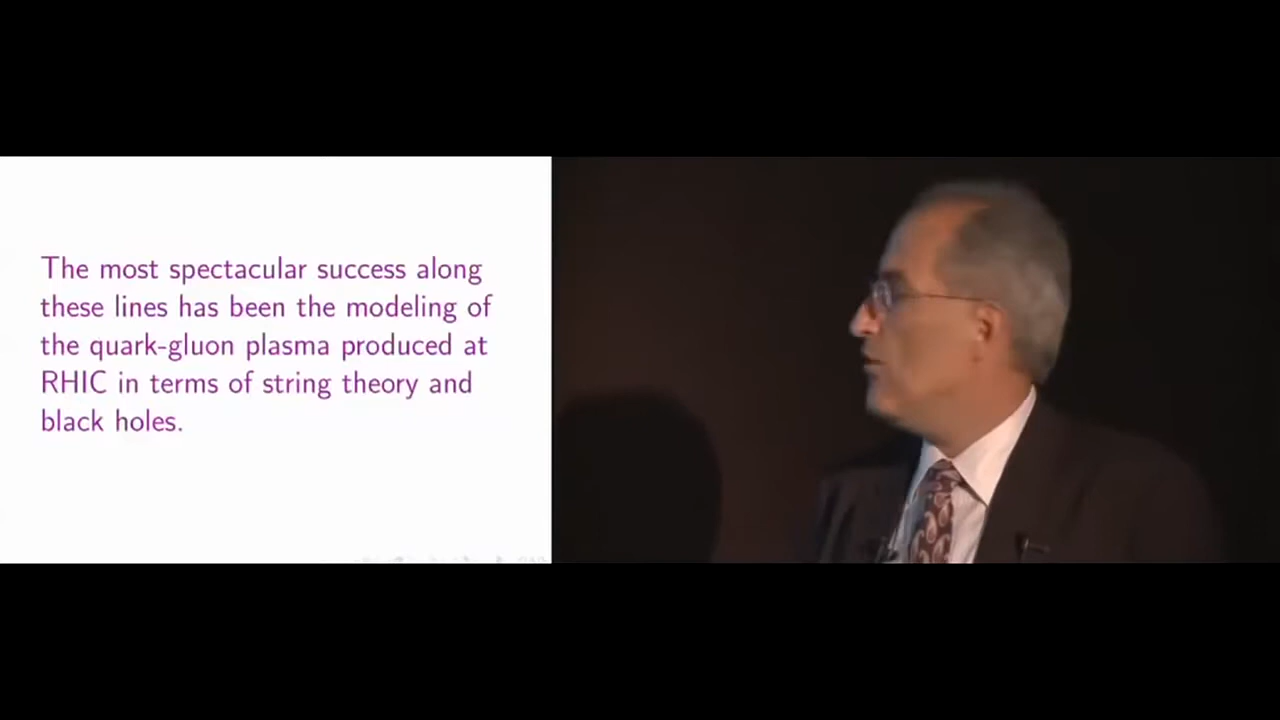 The most spectacular success along
these lines has been the modeling of
the quark-gluon plasma produced at
RHIC in terms of string theory and
black holes.